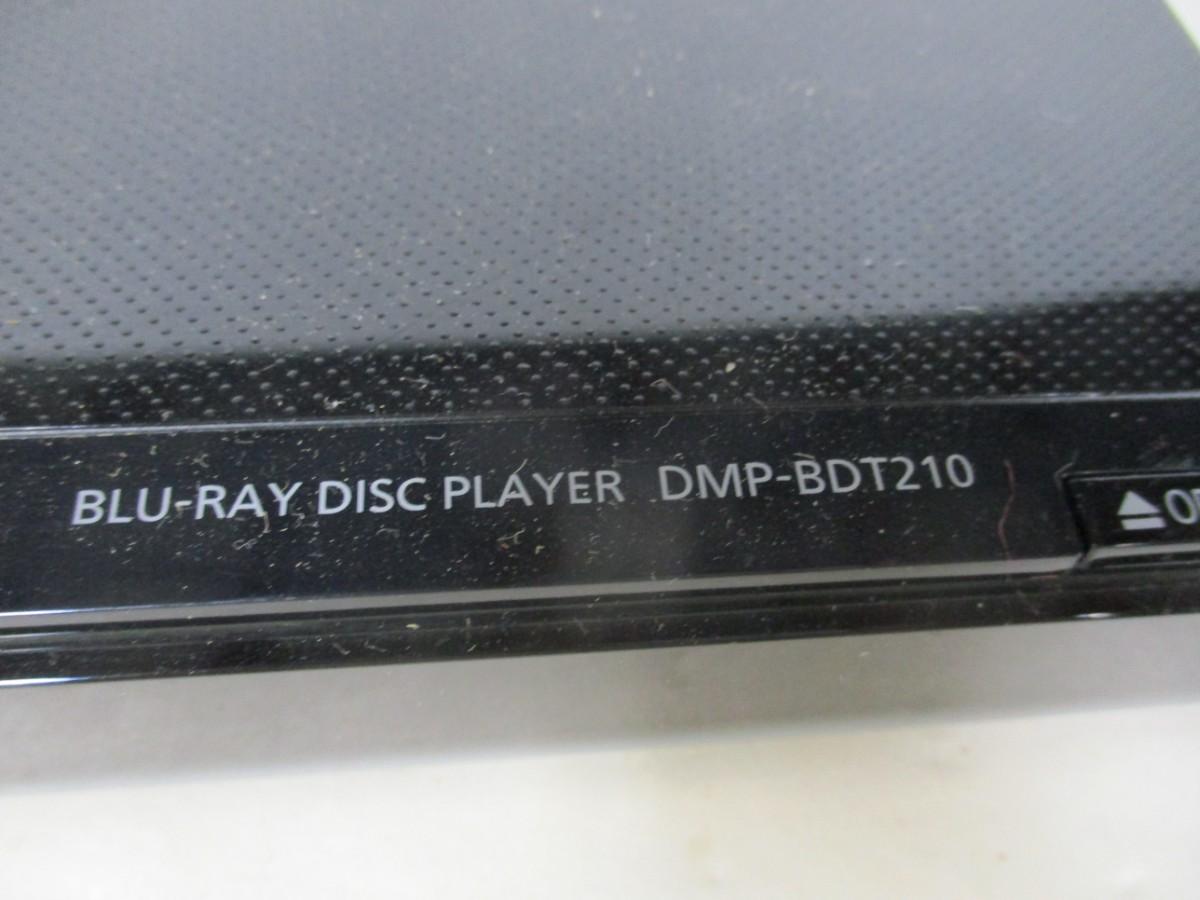 BLU-RAY DISC PLAYER DMP-BDT210